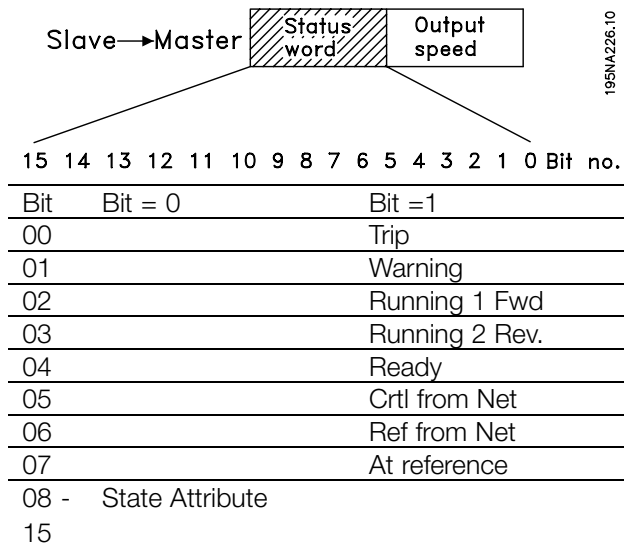 Slave→Master Status word Output speed
195NA226.10
15 14 13 12 11 10 9 8 7 6 5 4 3 2 1 0 Bit no.
Bit Bit = 0 Bit =1
00 Trip
01 Warning
02 Running 1 Fwd
03 Running 2 Rev.
04 Ready
05 Crtl from Net
06 Ref from Net
07 At reference
08 - State Attribute
15